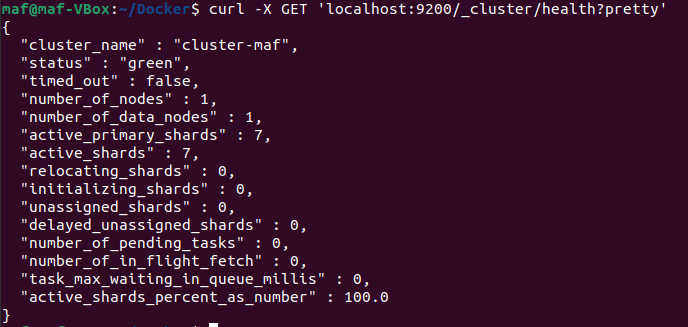 maf@maf-VBox:~/Docker$ curl -X GET 'localhost:9200/_cluster/health?pretty'
{
  "cluster_name" : "cluster-maf",
  "status" : "green",
  "timed_out" : false,
  "number_of_nodes" : 1,
  "number_of_data_nodes" : 1,
  "active_primary_shards" : 7,
  "active_shards" : 7,
  "relocating_shards" : 0,
  "initializing_shards" : 0,
  "unassigned_shards" : 0,
  "delayed_unassigned_shards" : 0,
  "number_of_pending_tasks" : 0,
  "number_of_in_flight_fetch" : 0,
  "task_max_waiting_in_queue_millis" : 0,
  "active_shards_percent_as_number" : 100.0
}